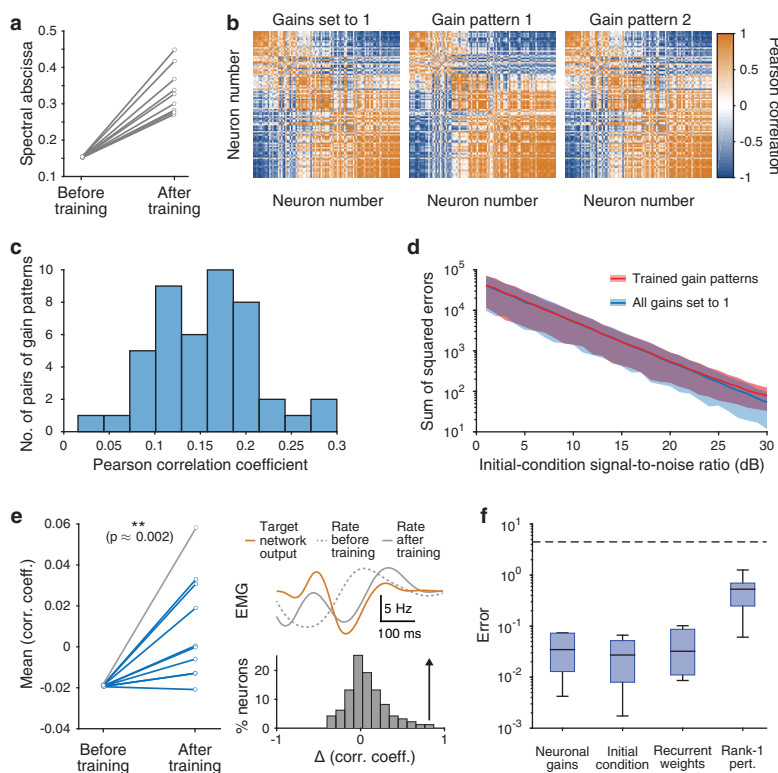 a
Spectral abscissa
0.5
0.4
0.3
0.2
0.1
Before training
After training
b
Gains set to 1
Gain pattern 1
Gain pattern 2
Neuron number
Neuron number
Neuron number
Neuron number
1
0.5
0
-0.5
-1
Pearson correlation
c
No. of pairs of gain patterns
10
8
6
4
2
0
0
0.05
0.1
0.15
0.2
0.25
0.3
Pearson correlation coefficient
d
Sum of squared errors
10^5
10^4
10^3
10^2
10^1
Trained gain patterns
All gains set to 1
0
5
10
15
20
25
30
Initial-condition signal-to-noise ratio (dB)
e
Mean (corr. coeff.)
0.06
0.04
0.02
0
-0.02
-0.04
**
(p ≈ 0.002)
Before training
After training
Target network output
Rate before training
Rate after training
EMG
5 Hz
100 ms
% neurons
20
10
0
-1
0
1
Δ (corr. coeff.)
f
Error
10^1
10^0
10^-1
10^-2
10^-3
Neuronal gains
Initial condition
Recurrent weights
Rank-1 pert.